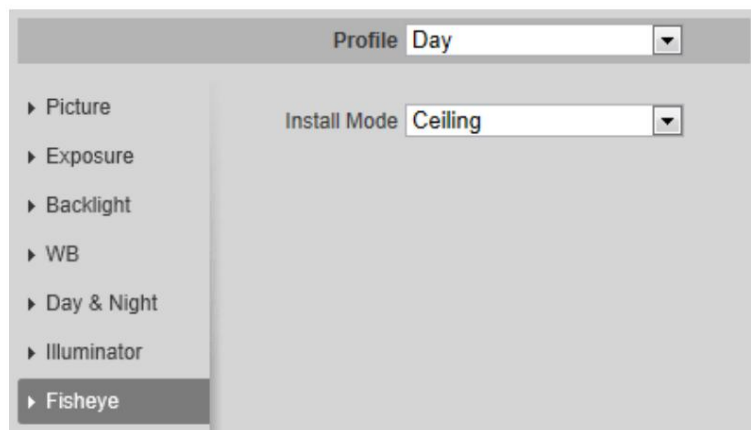 Profile Day
Picture
Install Mode Ceiling
Exposure
Backlight
WB
Day & Night
Illuminator
Fisheye